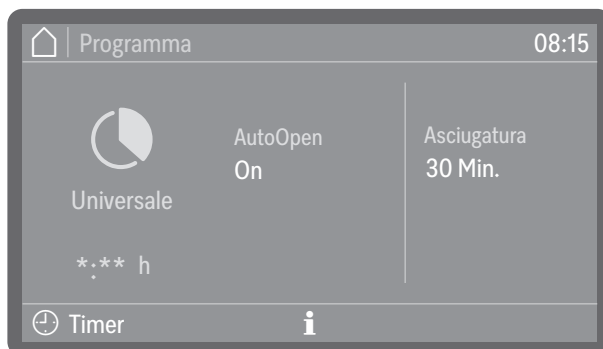 Programma
08:15
AutoOpen
On
Asciugatura
30 Min.
Universale
*:** h
Timer
i